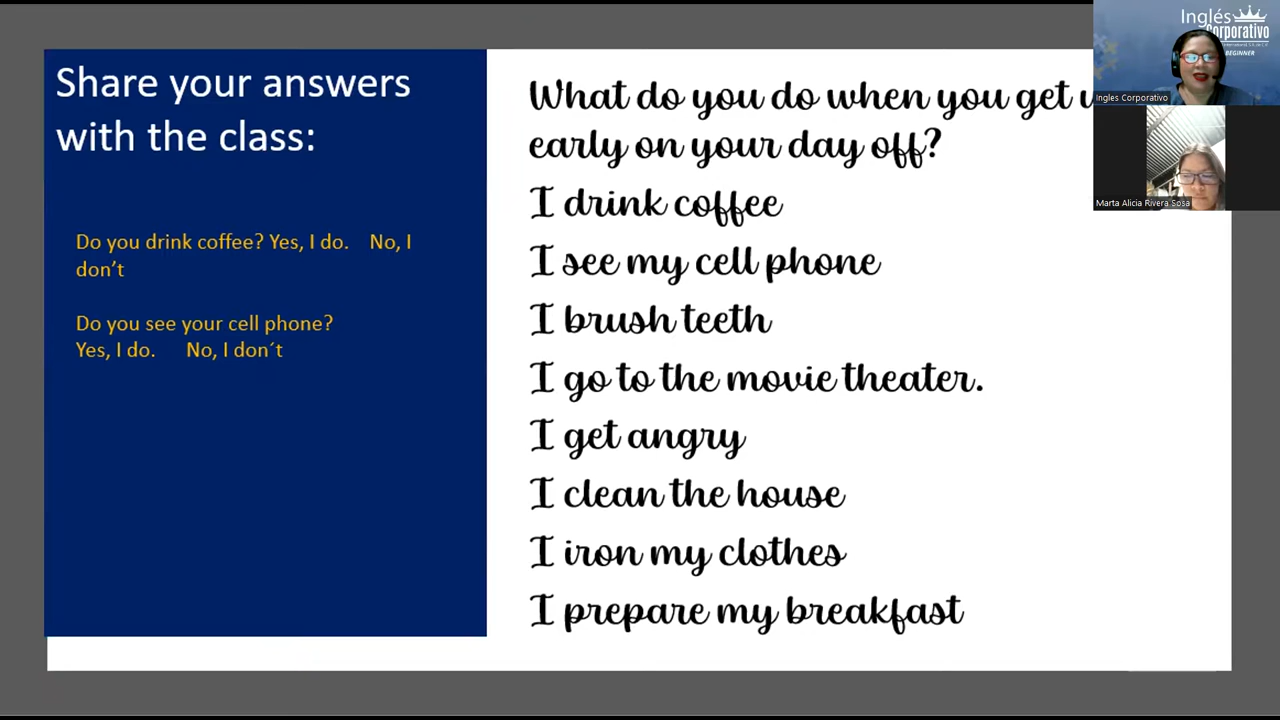 Share your answers
with the class:
Do you drink coffee? Yes, I do. No, I
don't
Do you see your cell phone?
Yes, I do. No, I don´t
What do you do when you get
early on your day off?
I drink coffee
I see my cell phone
I brush teeth
I go to the movie theater.
I get angry
I clean the house
I iron my clothes
I prepare my breakfast
Inglés
Corporativo
BEGINNER
Ingles Corporativo
Marta Alicia Rivera Sosa